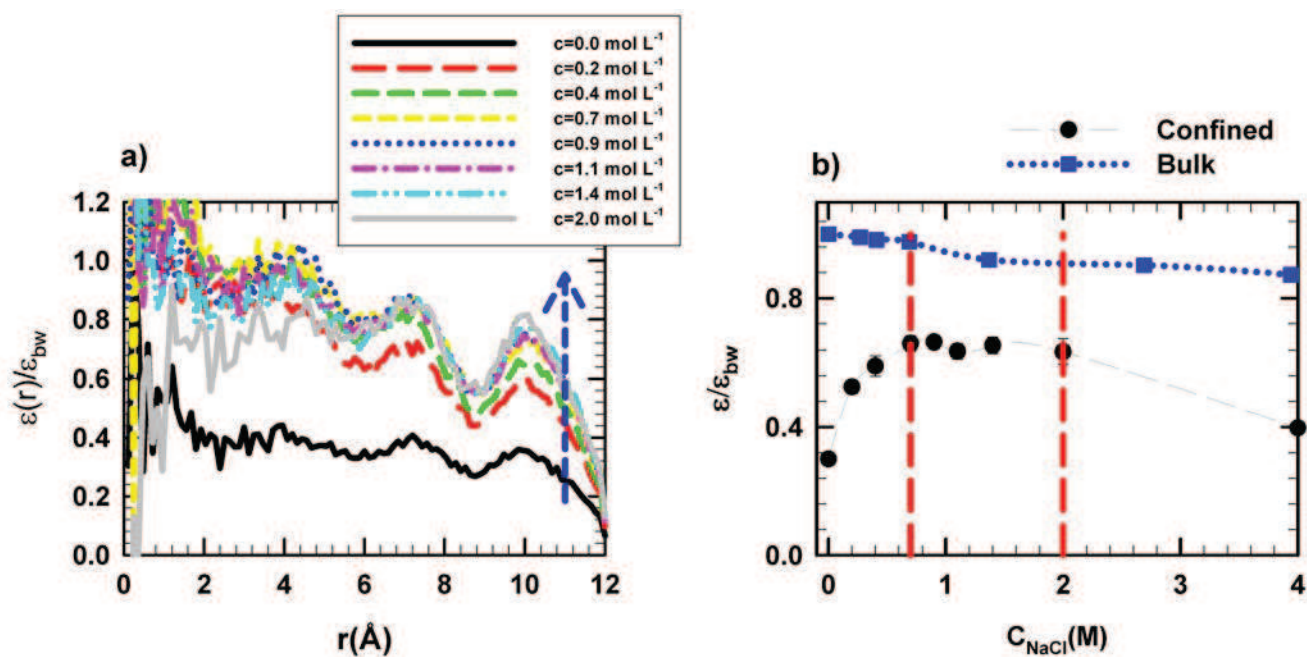 c=0.0 mol L⁻¹
c=0.2 mol L⁻¹
c=0.4 mol L⁻¹
c=0.7 mol L⁻¹
c=0.9 mol L⁻¹
c=1.1 mol L⁻¹
c=1.4 mol L⁻¹
c=2.0 mol L⁻¹
a)
1.2
1.0
0.8
0.6
0.4
0.2
0.0
ε(r)/ε_bw
0 2 4 6 8 10 12
r(Å)
Confined
Bulk
b)
0.8
0.4
0.0
ε/ε_bw
0 1 2 3 4
C_NaCl(M)